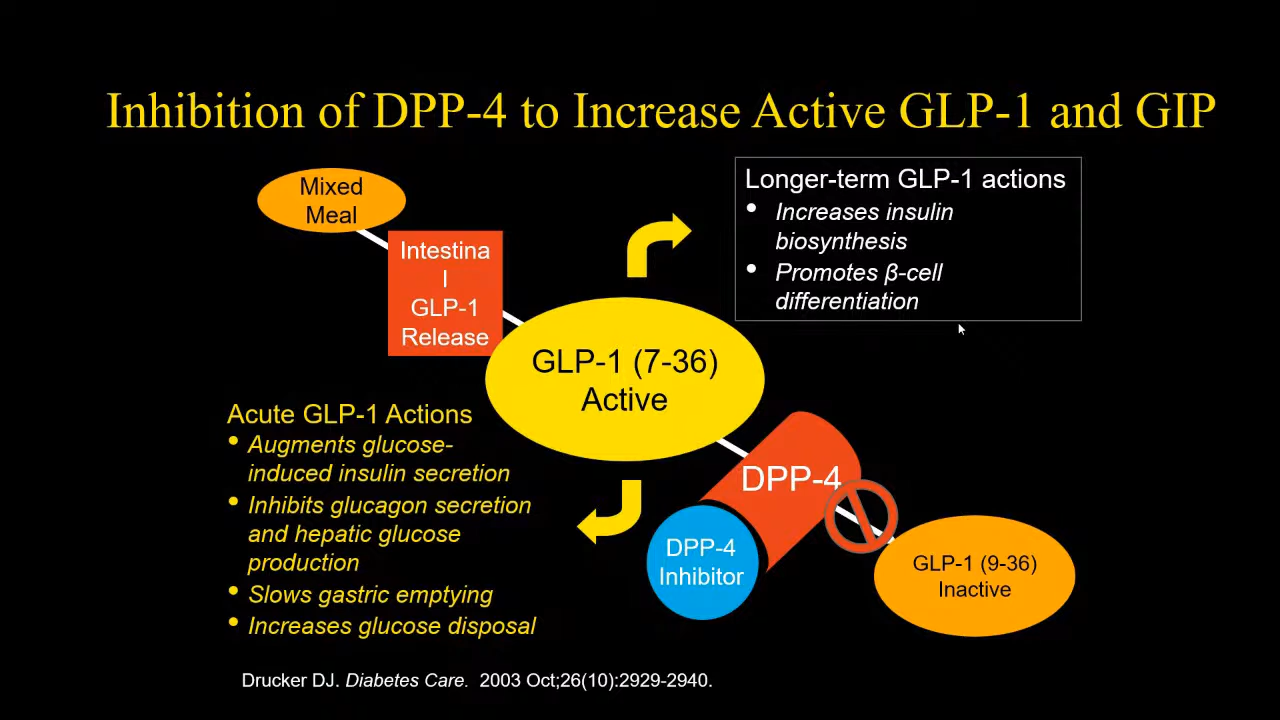 Inhibition of DPP-4 to Increase Active GLP-1 and GIP
Mixed
Meal
Intestina
l
GLP-1
Release
Longer-term GLP-1 actions
• Increases insulin
biosynthesis
• Promotes β-cell
differentiation
GLP-1 (7-36)
Active
Acute GLP-1 Actions
• Augments glucose-
induced insulin secretion
• Inhibits glucagon secretion
and hepatic glucose
production
• Slows gastric emptying
• Increases glucose disposal
DPP-4
DPP-4
Inhibitor
GLP-1 (9-36)
Inactive
Drucker DJ. Diabetes Care. 2003 Oct;26(10):2929-2940.